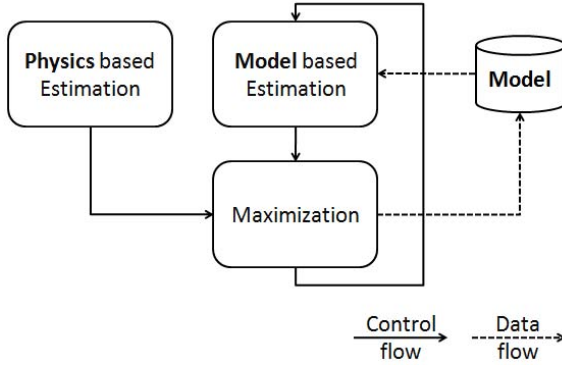 Physics based
Estimation
Model based
Estimation
Model
Maximization
Control
flow
Data
flow